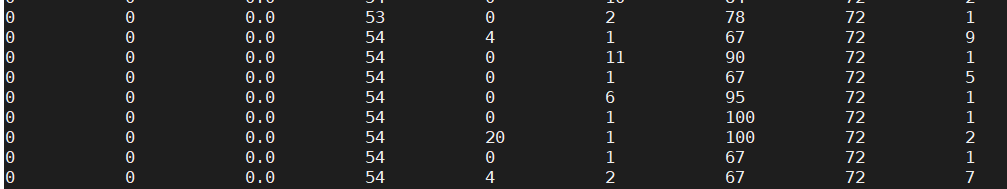 0 0 0.0 53 0 2 78 72 1
0 0 0.0 54 4 1 67 72 9
0 0 0.0 54 0 11 90 72 1
0 0 0.0 54 0 1 67 72 5
0 0 0.0 54 0 6 95 72 1
0 0 0.0 54 0 1 100 72 1
0 0 0.0 54 20 1 100 72 2
0 0 0.0 54 0 1 67 72 1
0 0 0.0 54 4 2 67 72 7